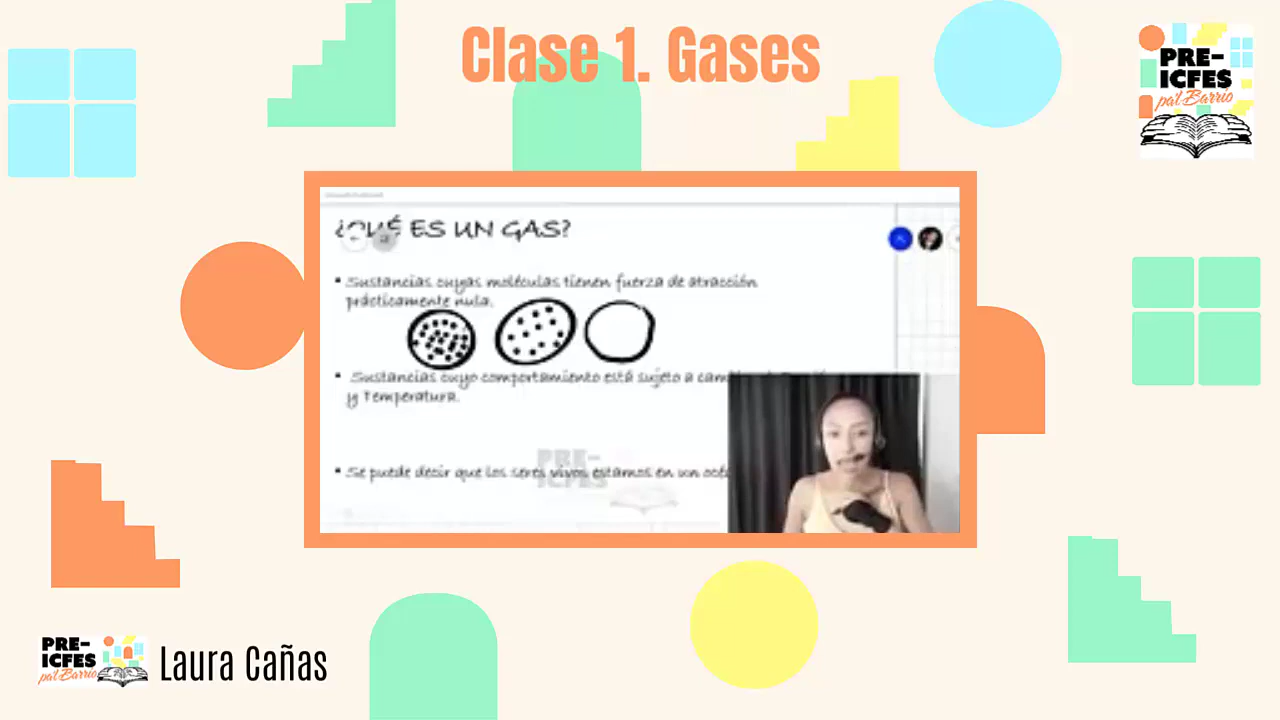 Clase 1. Gases
PRE-
ICFES
pa'l Barrio
¿QUÉ ES UN GAS?
• Sustancias cuyas moléculas tienen fuerza de atracción
prácticamente nula.
• Sustancias cuyo comportamiento está sujeto a
y Temperatura.
PRE-
ICFES
• Se puede decir que los seres vivos estamos en un
PRE-
ICFES
pa'l Barrio
Laura Cañas